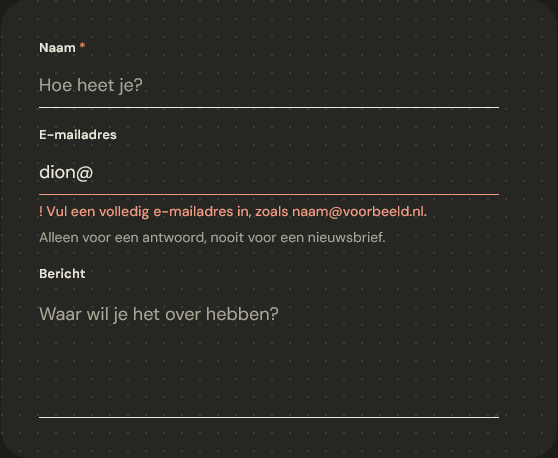 Naam *
Hoe heet je?
E-mailadres
dion@
! Vul een volledig e-mailadres in, zoals naam@voorbeeld.nl.
Alleen voor een antwoord, nooit voor een nieuwsbrief.
Bericht
Waar wil je het over hebben?